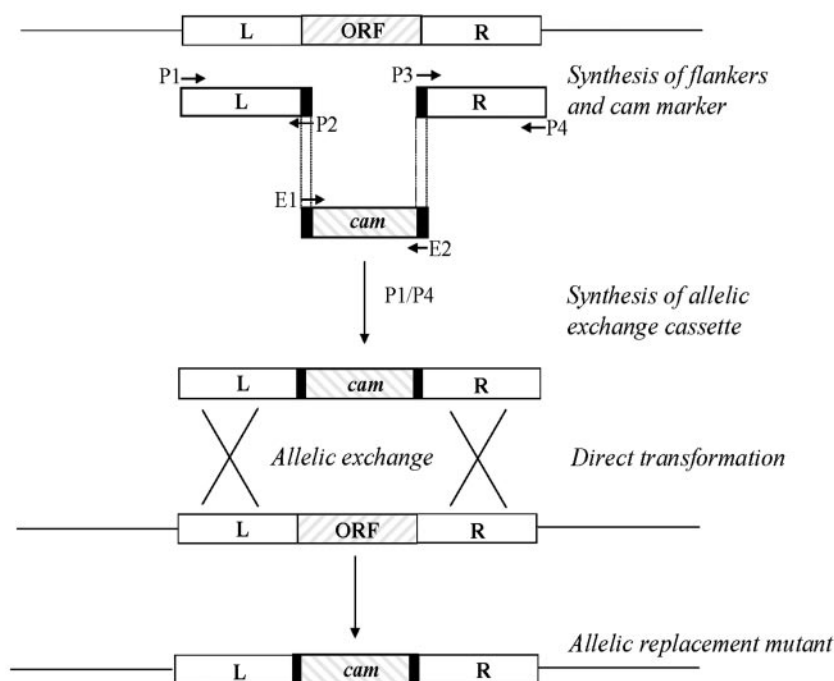 L ORF R
P1 P3 Synthesis of flankers
L R and cam marker
P2 P4
E1
cam
E2
P1/P4 Synthesis of allelic
exchange cassette
L cam R
Allelic exchange Direct transformation
L ORF R
Allelic replacement mutant
L cam R